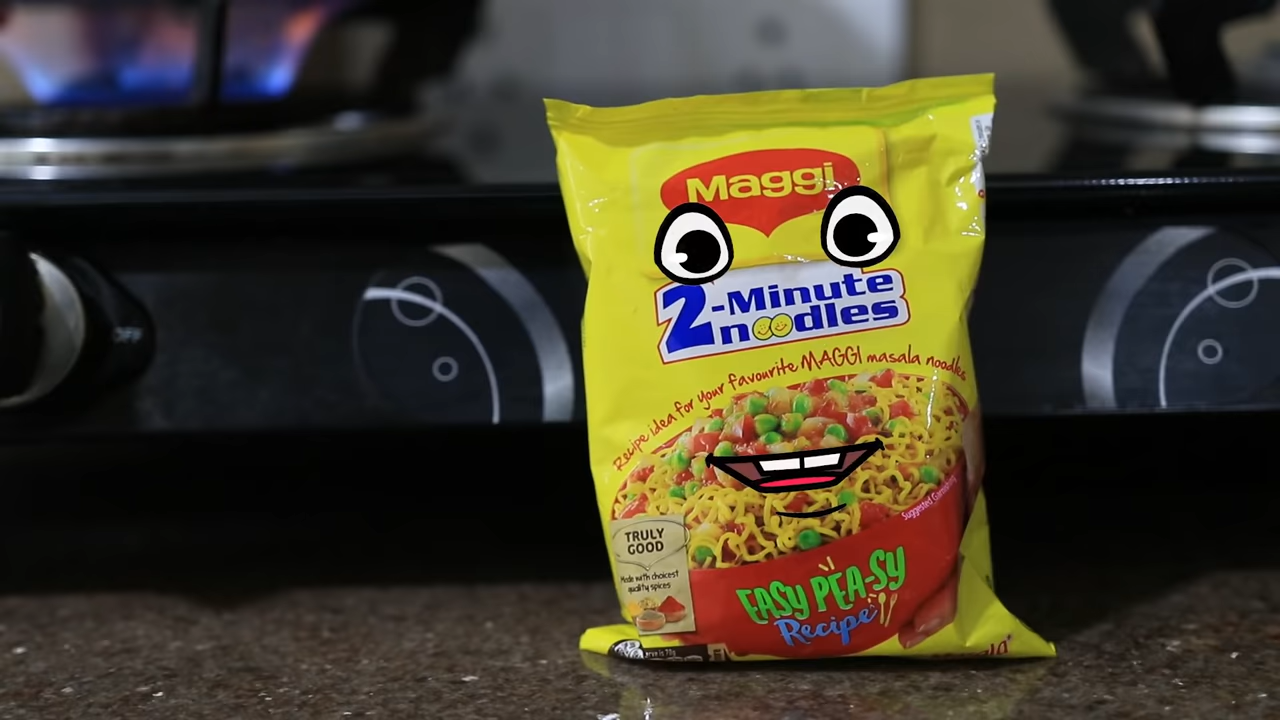 Maggi
2-Minute
noodles
Recipe idea for your favourite MAGGI masala noodles
Suggested Garnishing
TRULY
GOOD
Made with choicest
quality spices
EASY PEA-SY
Recipe
OFF